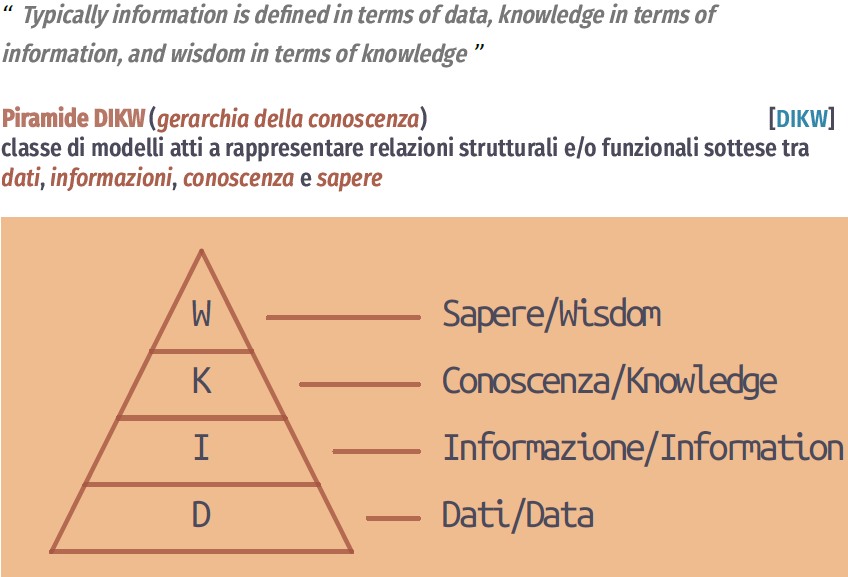 “ Typically information is defined in terms of data, knowledge in terms of
information, and wisdom in terms of knowledge ”
Piramide DIKW (gerarchia della conoscenza) [DIKW]
classe di modelli atti a rappresentare relazioni strutturali e/o funzionali sottese tra
dati, informazioni, conoscenza e sapere
W Sapere/Wisdom
K Conoscenza/Knowledge
I Informazione/Information
D Dati/Data